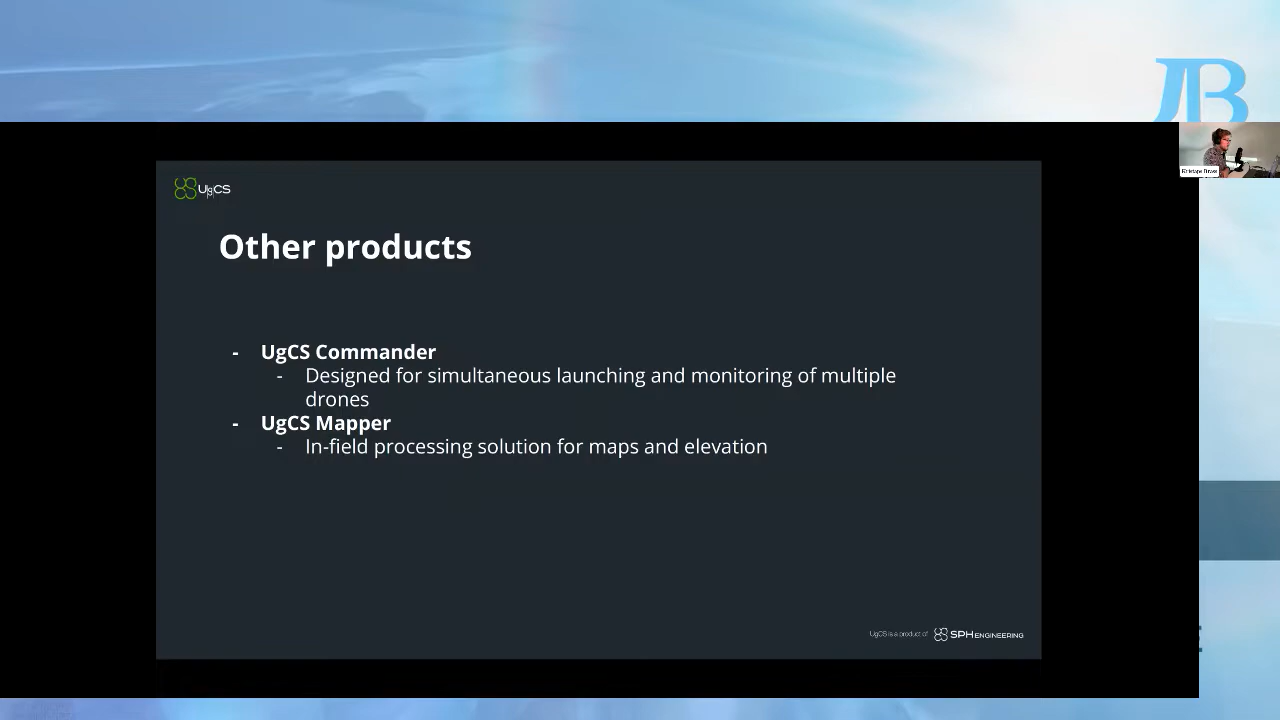 JB
UgCS
Other products
- UgCS Commander
- Designed for simultaneous launching and monitoring of multiple
drones
- UgCS Mapper
- In-field processing solution for maps and elevation
UgCS is a product of SPH ENGINEERING